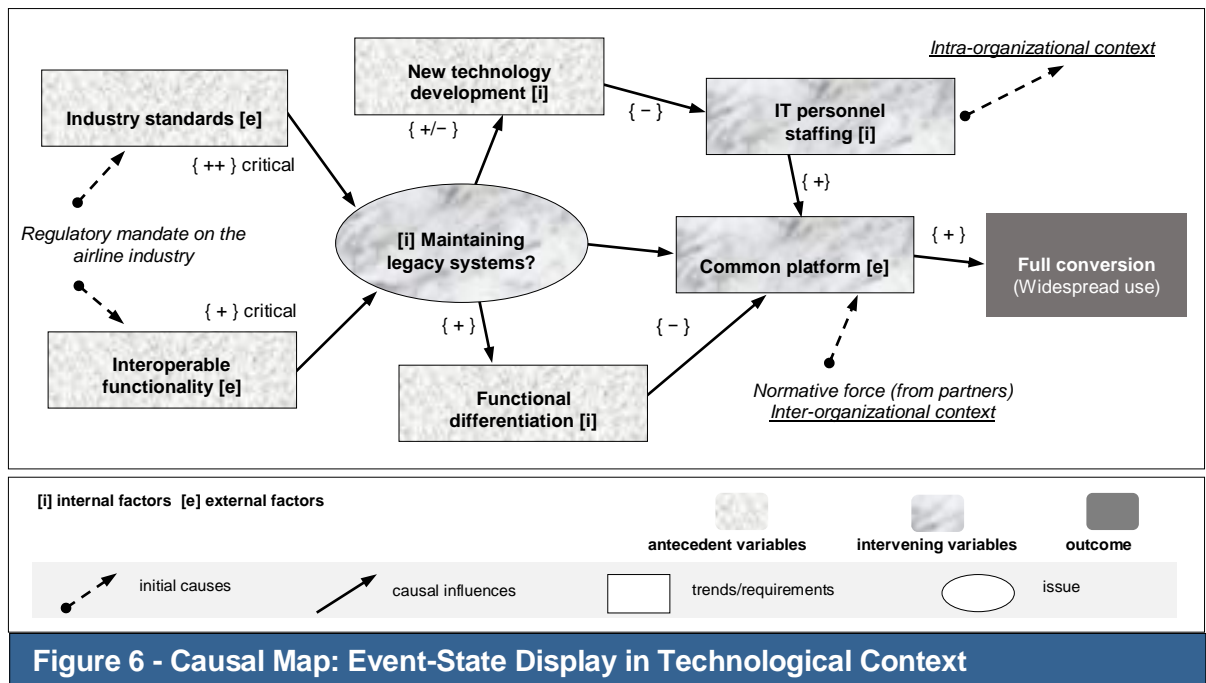 Intra-organizational context
New technology
development [i]
Industry standards [e]
{ − }
IT personnel
staffing [i]
{ +/− }
{ ++ } critical
{ +}
Regulatory mandate on the
airline industry
[i] Maintaining
legacy systems?
Common platform [e]
{ + }
Full conversion
(Widespread use)
{ + } critical
{ + }
{ − }
Interoperable
functionality [e]
Functional
differentiation [i]
Normative force (from partners)
Inter-organizational context
[i] internal factors [e] external factors
antecedent variables
intervening variables
outcome
initial causes
causal influences
trends/requirements
issue
Figure 6 - Causal Map: Event-State Display in Technological Context